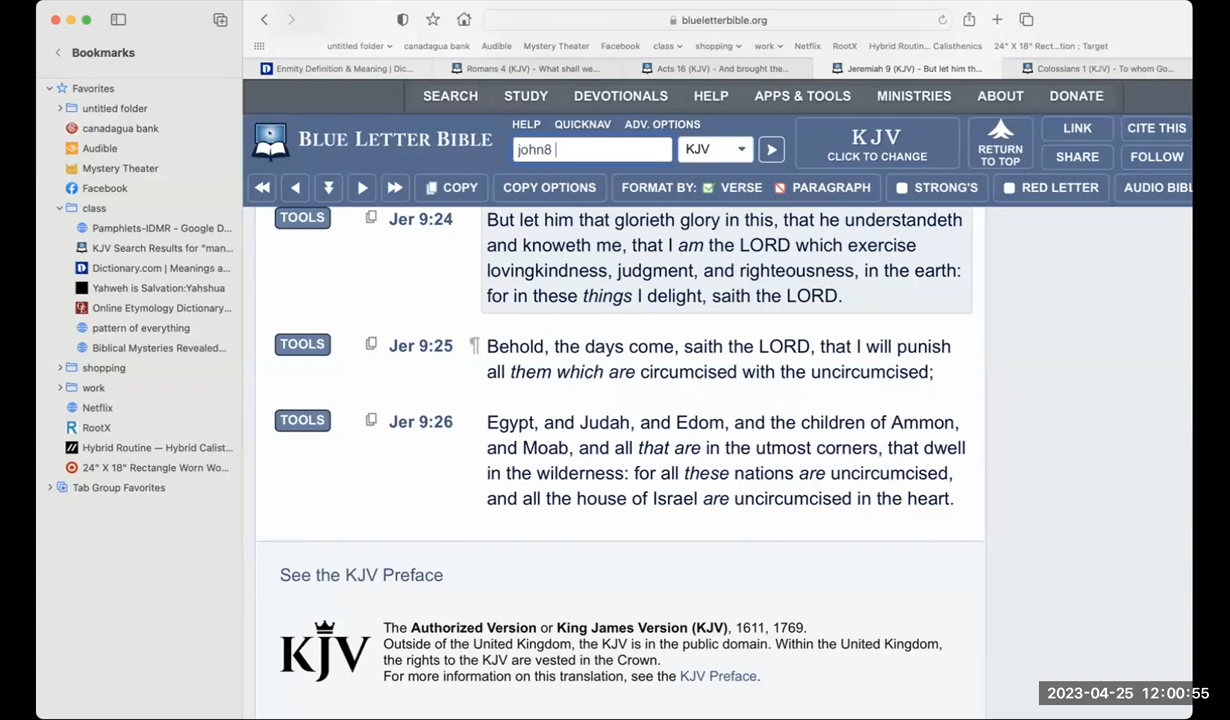 Bookmarks
Favorites
untitled folder
canadagua bank
Audible
Mystery Theater
Facebook
class
Pamphlets-IDMR - Google D...
KJV Search Results for "man...
Dictionary.com | Meanings a...
Yahweh is Salvation:Yahshua
Online Etymology Dictionary...
pattern of everything
Biblical Mysteries Revealed...
shopping
work
Netflix
RootX
Hybrid Routine — Hybrid Calist...
24" X 18" Rectangle Worn Wo...
Tab Group Favorites
blueletterbible.org
untitled folder canadagua bank Audible Mystery Theater Facebook class shopping work Netflix RootX Hybrid Routin... Calisthenics 24" X 18" Rect...tion : Target
Enmity Definition & Meaning | Dic... Romans 4 (KJV) - What shall we... Acts 16 (KJV) - And brought the... Jeremiah 9 (KJV) - But let him th... Colossians 1 (KJV) - To whom Go...
SEARCH STUDY DEVOTIONALS HELP APPS & TOOLS MINISTRIES ABOUT DONATE
HELP QUICKNAV ADV. OPTIONS
BLUE LETTER BIBLE
john8
KJV
KJV
CLICK TO CHANGE
RETURN
TO TOP
LINK CITE THIS
SHARE FOLLOW
COPY COPY OPTIONS FORMAT BY: VERSE PARAGRAPH STRONG'S RED LETTER AUDIO BIBL
TOOLS Jer 9:24 But let him that glorieth glory in this, that he understandeth
and knoweth me, that I am the LORD which exercise
lovingkindness, judgment, and righteousness, in the earth:
for in these things I delight, saith the LORD.
TOOLS Jer 9:25 ¶ Behold, the days come, saith the LORD, that I will punish
all them which are circumcised with the uncircumcised;
TOOLS Jer 9:26 Egypt, and Judah, and Edom, and the children of Ammon,
and Moab, and all that are in the utmost corners, that dwell
in the wilderness: for all these nations are uncircumcised,
and all the house of Israel are uncircumcised in the heart.
See the KJV Preface
KJV
The Authorized Version or King James Version (KJV), 1611, 1769.
Outside of the United Kingdom, the KJV is in the public domain. Within the United Kingdom,
the rights to the KJV are vested in the Crown.
For more information on this translation, see the KJV Preface.
2023-04-25 12:00:55